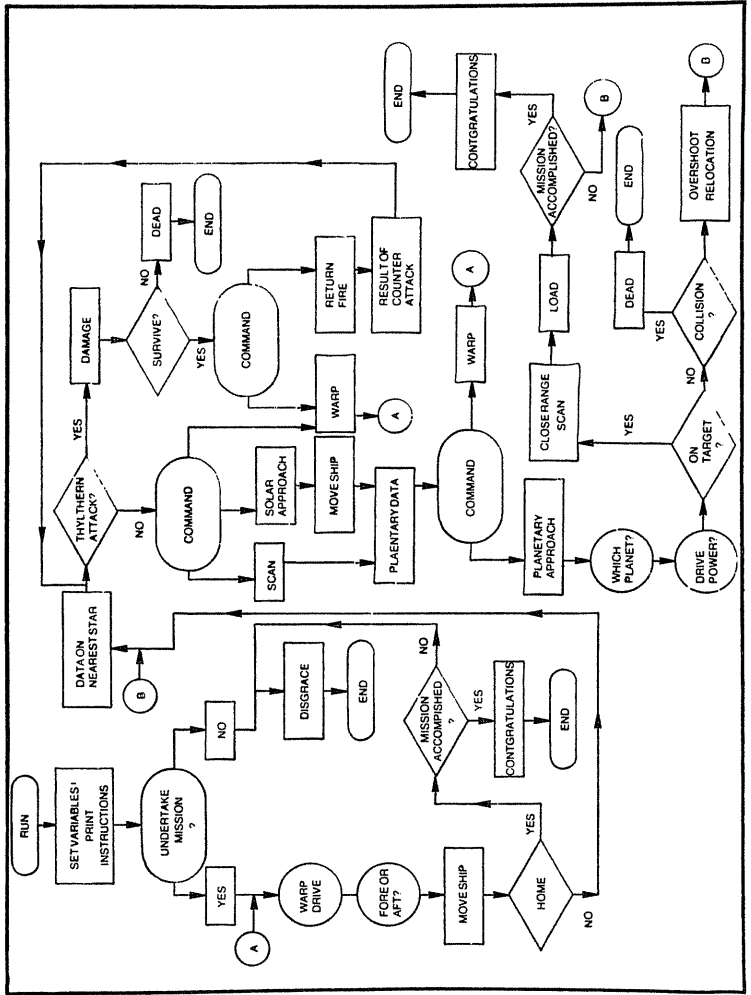 RUN
SET VARIABLES'
PRINT
INSTRUCTIONS
UNDERTAKE
MISSION
?
YES
NO
A
WARP
DRIVE
FORE OR
AFT?
MOVE SHIP
HOME
YES
NO
DISGRACE
END
NO
MISSION
ACCOMPISHED
?
YES
CONTGRATULATIONS
END
DATA ON
NEAREST STAR
B
THYLTHERN
ATTACK?
YES
NO
DAMAGE
SURVIVE?
NO
DEAD
END
YES
COMMAND
RETURN
FIRE
RESULT OF
COUNTER
ATTACK
COMMAND
SCAN
SOLAR
APPROACH
MOVE SHIP
WARP
A
PLAENTARY DATA
COMMAND
WARP
A
PLANETARY
APPROACH
WHICH
PLANET?
DRIVE
POWER?
ON
TARGET
?
YES
NO
CLOSE RANGE
SCAN
LOAD
MISSION
ACCOMPLISHED?
YES
CONTGRATULATIONS
END
NO
B
COLLISION
?
YES
DEAD
END
OVERSHOOT
RELOCATION
B